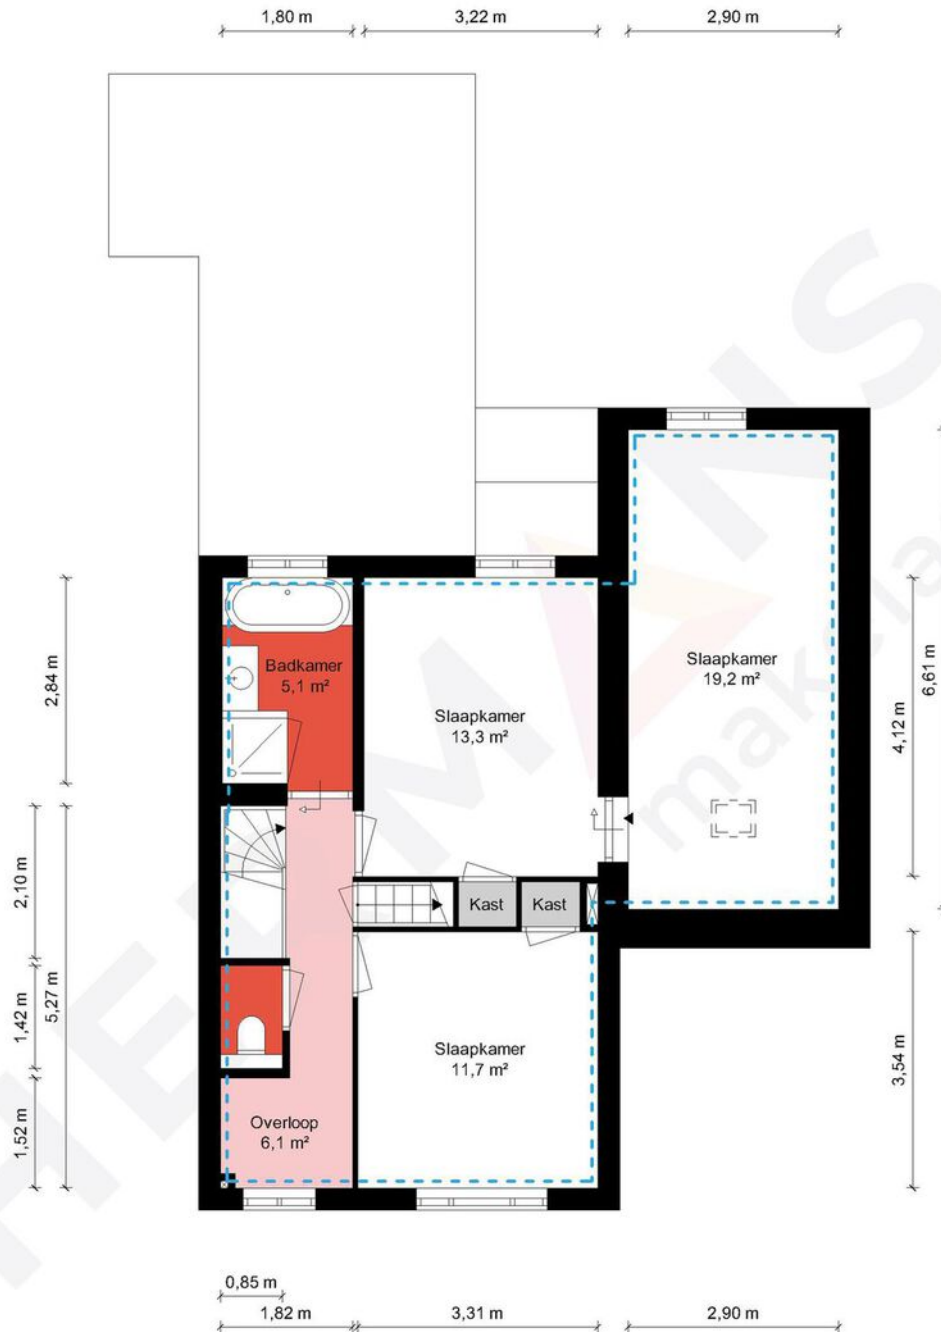 1,80 m
3,22 m
2,90 m
2,84 m
Badkamer
5,1 m²
Slaapkamer
13,3 m²
Slaapkamer
19,2 m²
4,12 m
6,61 m
2,10 m
Kast
Kast
1,42 m
5,27 m
Slaapkamer
11,7 m²
3,54 m
1,52 m
Overloop
6,1 m²
0,85 m
1,82 m
3,31 m
2,90 m